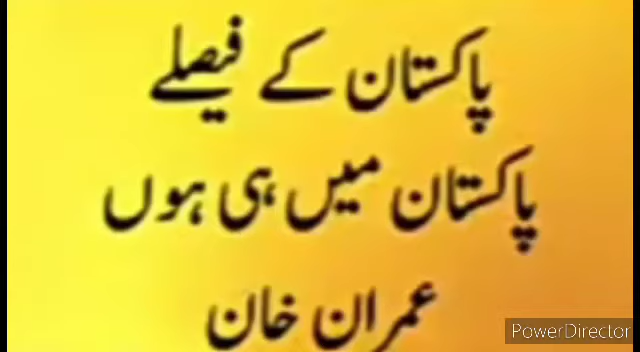 پاکستان کے فیصلے
پاکستان میں ہی ہوں
عمران خان
PowerDirector